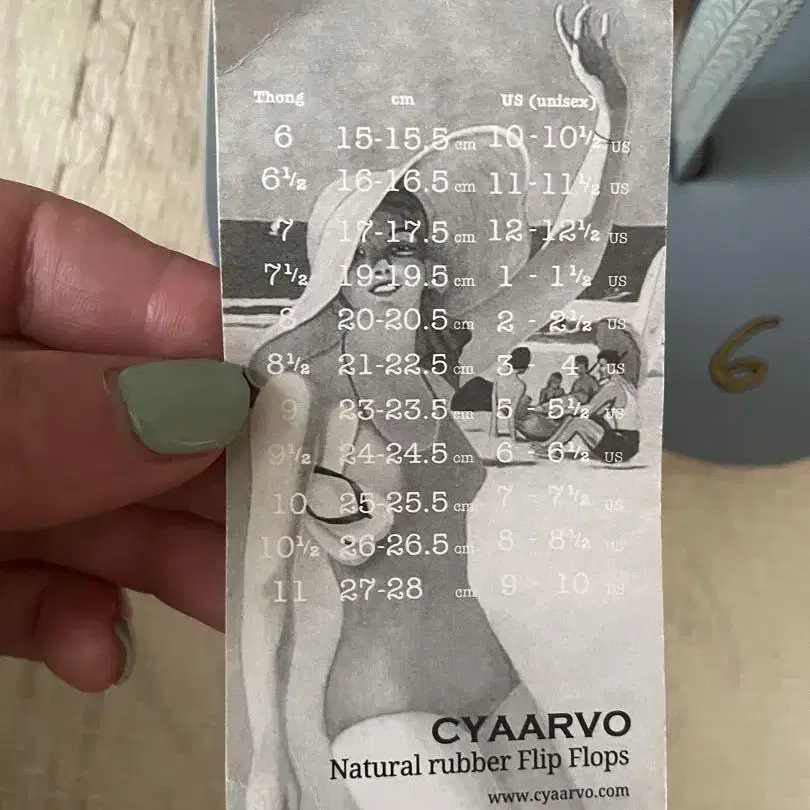 Thong cm US (unisex)
6 15-15.5 cm 10-10½ US
6½ 16-16.5 cm 11-11½ US
7 17-17.5 cm 12-12½ US
7½ 19-19.5 cm 1 - 1½ US
8 20-20.5 cm 2 - 2½ US
8½ 21-22.5 cm 3 - 4 US
9 23-23.5 cm 5 - 5½ US
9½ 24-24.5 cm 6 - 6½ US
10 25-25.5 cm 7 - 7½ US
10½ 26-26.5 cm 8 - 8½ US
11 27-28 cm 9 - 10 US
6
CYAARVO
Natural rubber Flip Flops
www.cyaarvo.com